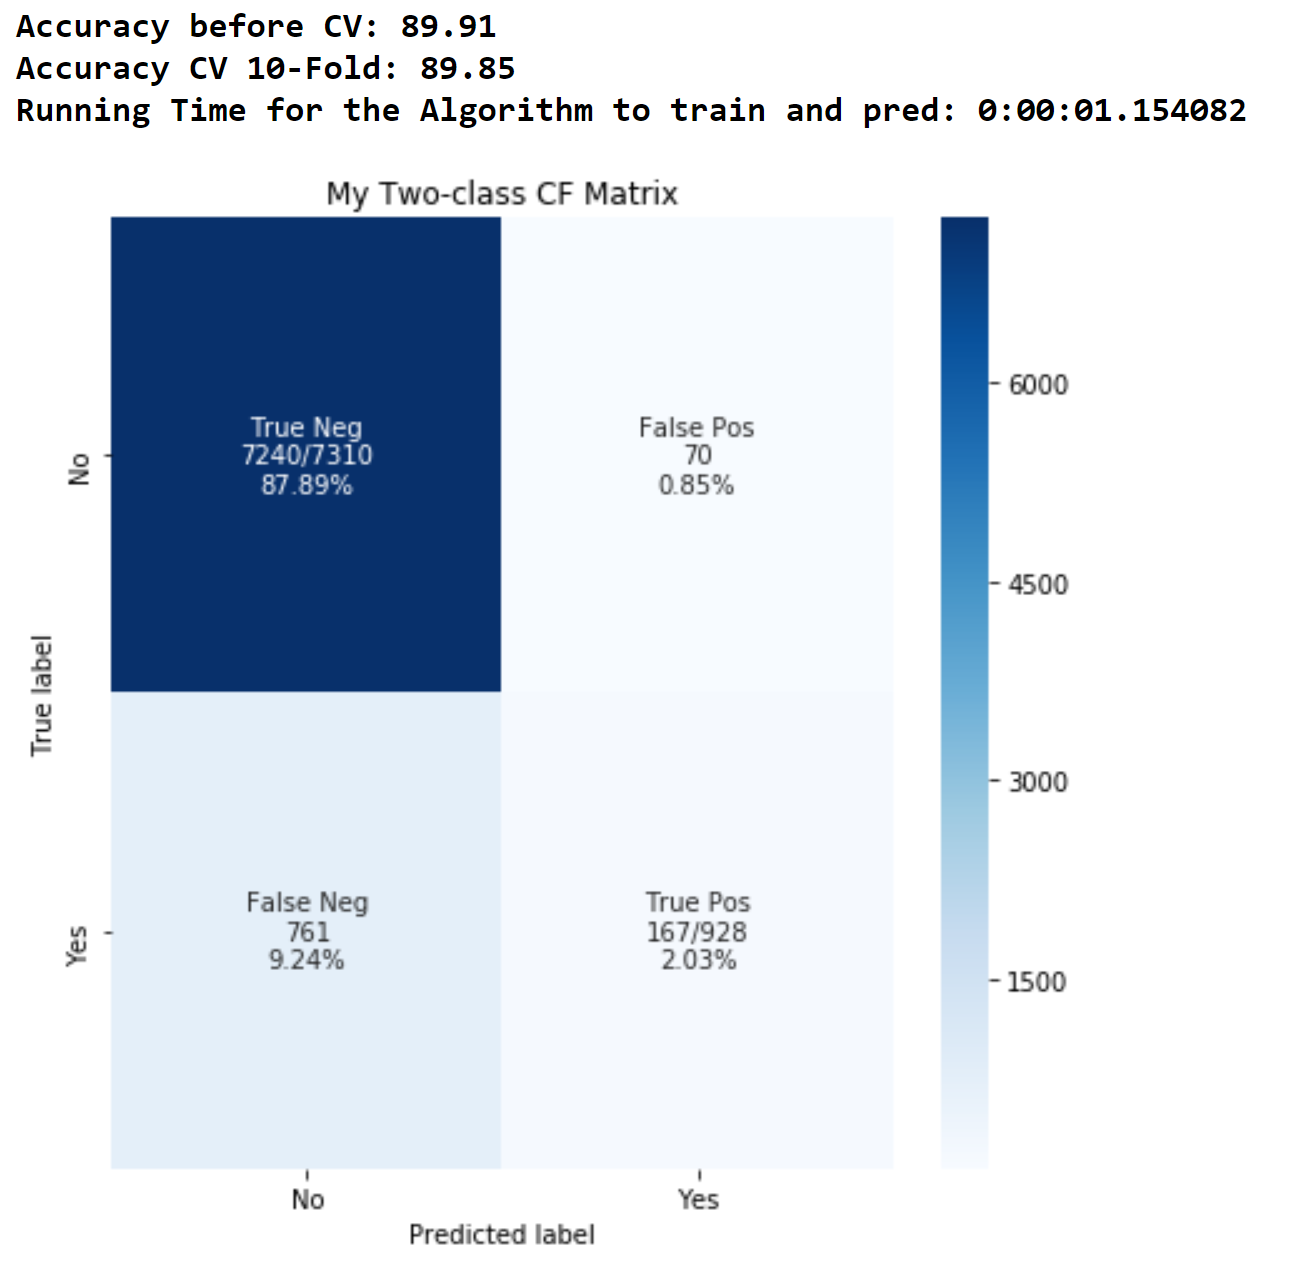 Accuracy before CV: 89.91
Accuracy CV 10-Fold: 89.85
Running Time for the Algorithm to train and pred: 0:00:01.154082
My Two-class CF Matrix
True Neg
7240/7310
87.89%
False Pos
70
0.85%
False Neg
761
9.24%
True Pos
167/928
2.03%
No
Yes
True label
No
Yes
Predicted label
6000
4500
3000
1500